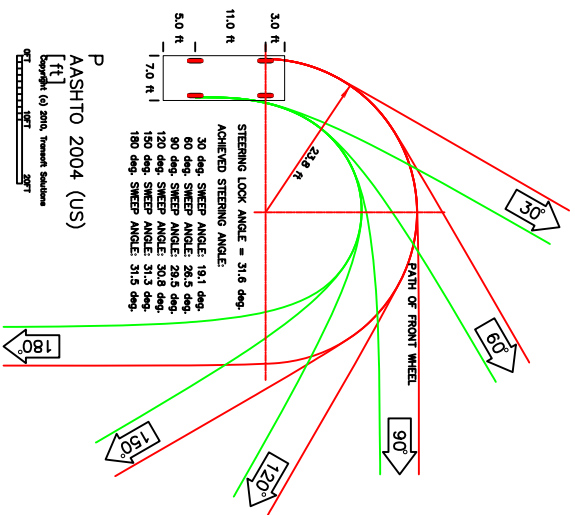 5.0 ft
11.0 ft
3.0 ft
7.0 ft
23.8 ft
P
AASHTO 2004 (US)
[ft]
Copyright (c) 2010, Transoft Solutions
0FT 10FT 20FT
STEERING LOCK ANGLE = 31.6 deg.
ACHIEVED STEERING ANGLE:
30 deg. SWEEP ANGLE: 19.1 deg.
60 deg. SWEEP ANGLE: 26.5 deg.
90 deg. SWEEP ANGLE: 29.5 deg.
120 deg. SWEEP ANGLE: 30.8 deg.
150 deg. SWEEP ANGLE: 31.3 deg.
180 deg. SWEEP ANGLE: 31.5 deg.
PATH OF FRONT WHEEL
30°
60°
90°
120°
150°
180°